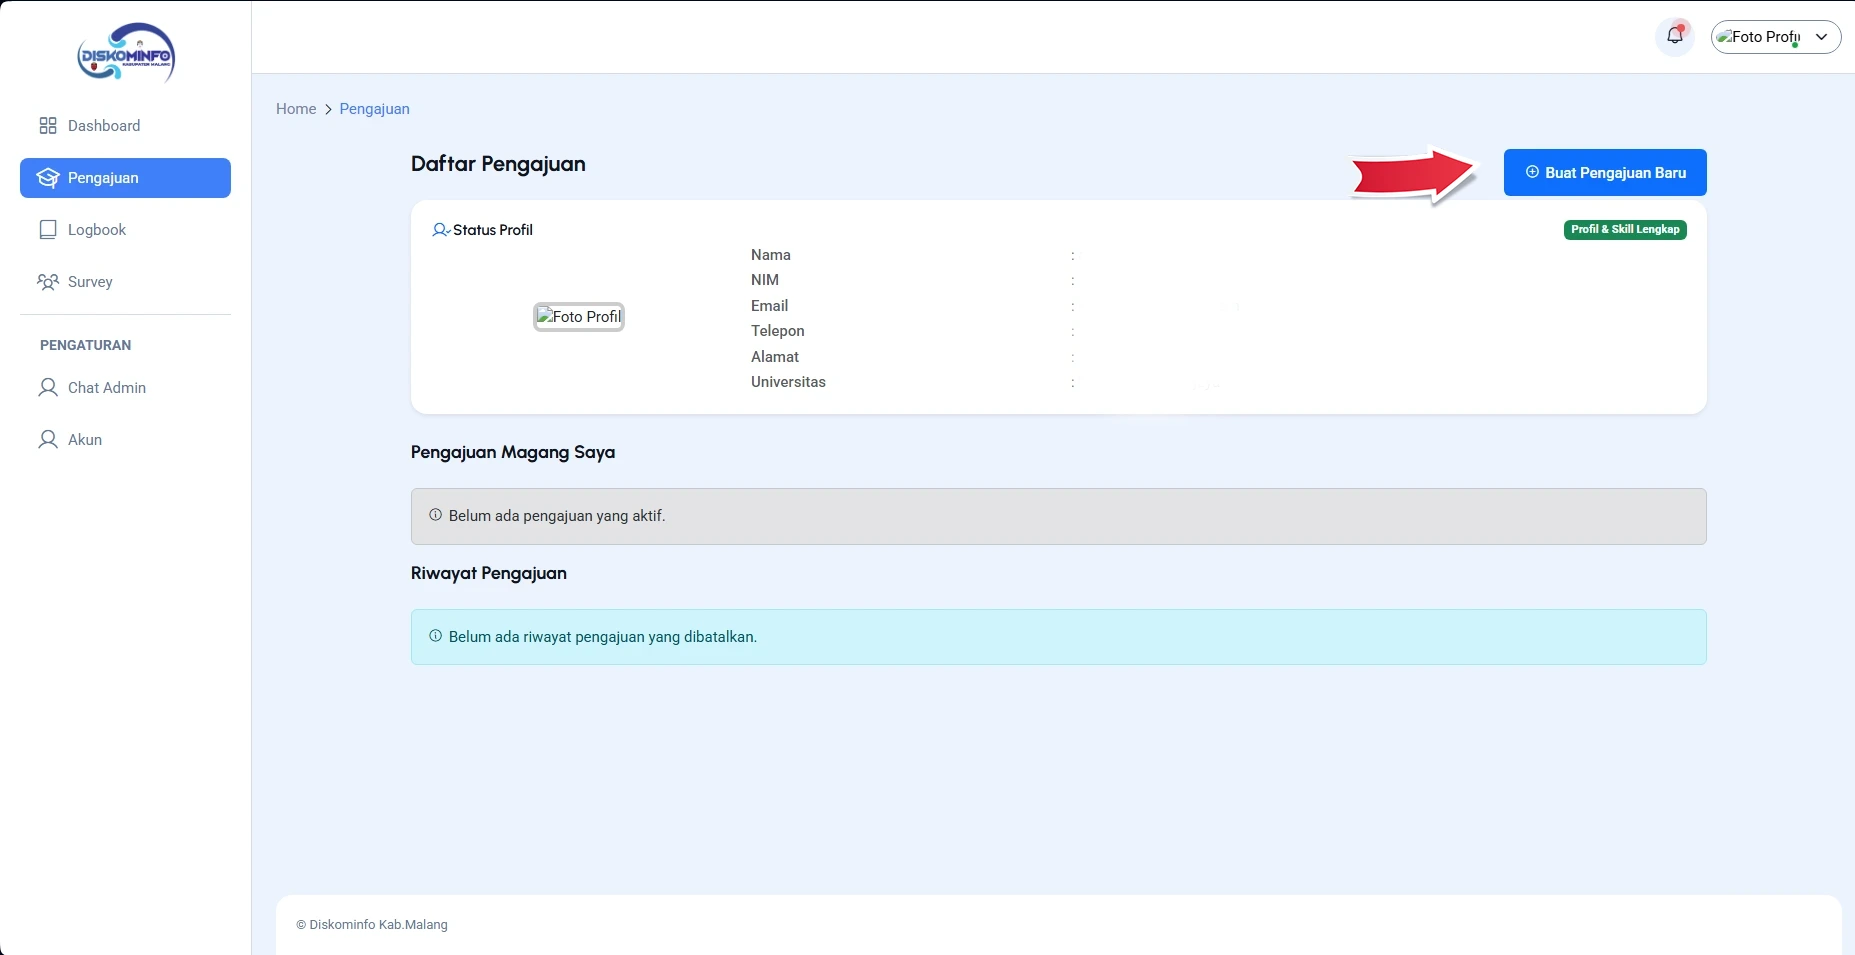 DISKOMINFO
KABUPATEN MALANG
Foto Profil
Dashboard
Pengajuan
Logbook
Survey
PENGATURAN
Chat Admin
Akun
Home > Pengajuan
Daftar Pengajuan
Buat Pengajuan Baru
Status Profil
Profil & Skill Lengkap
Foto Profil
Nama :
NIM :
Email :
Telepon :
Alamat :
Universitas :
Pengajuan Magang Saya
Belum ada pengajuan yang aktif.
Riwayat Pengajuan
Belum ada riwayat pengajuan yang dibatalkan.
© Diskominfo Kab.Malang